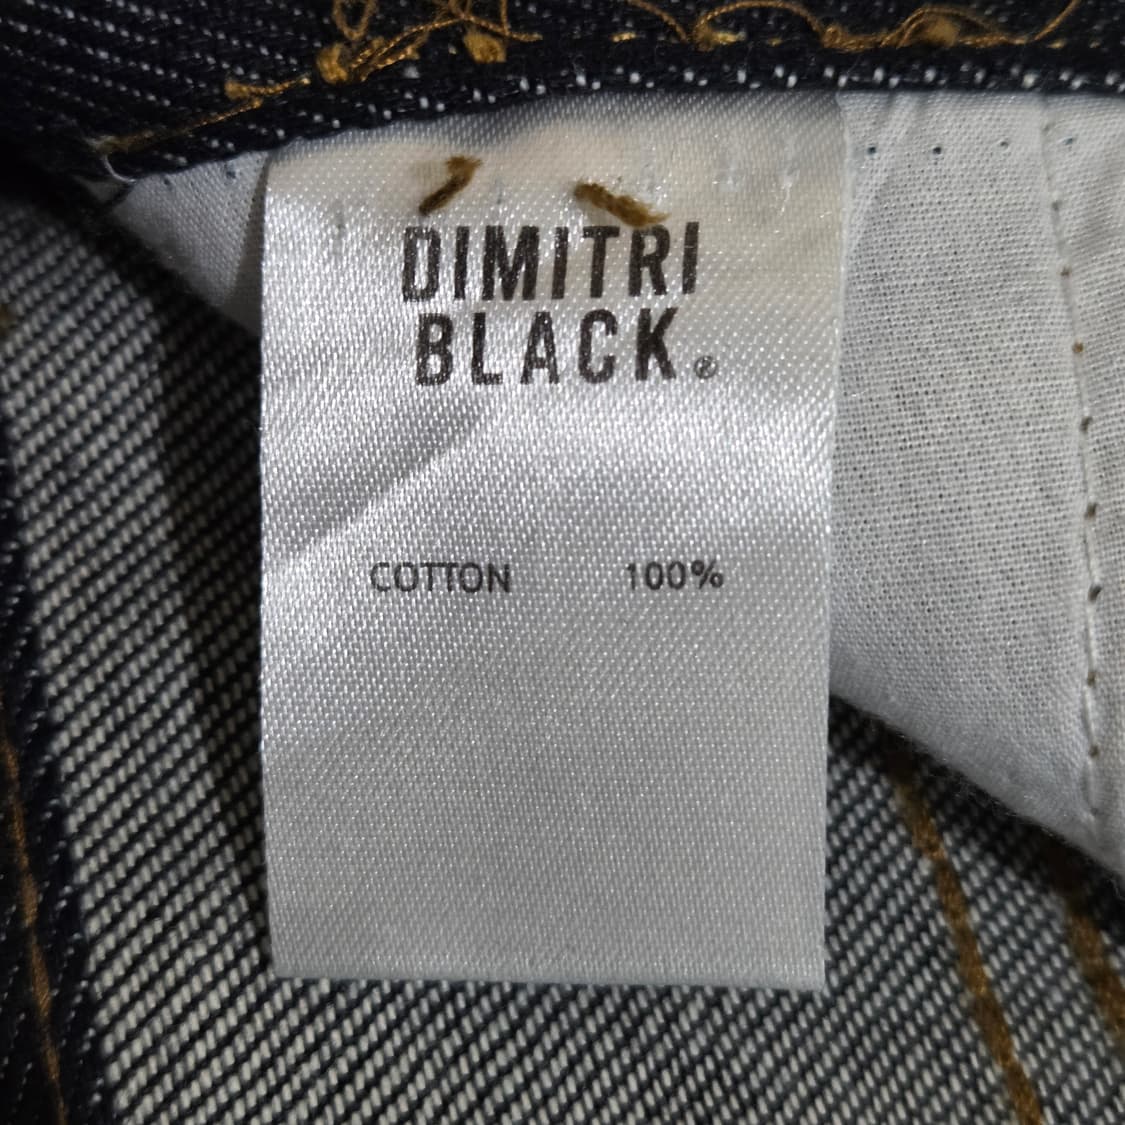 DIMITRI
BLACK®
COTTON 100%